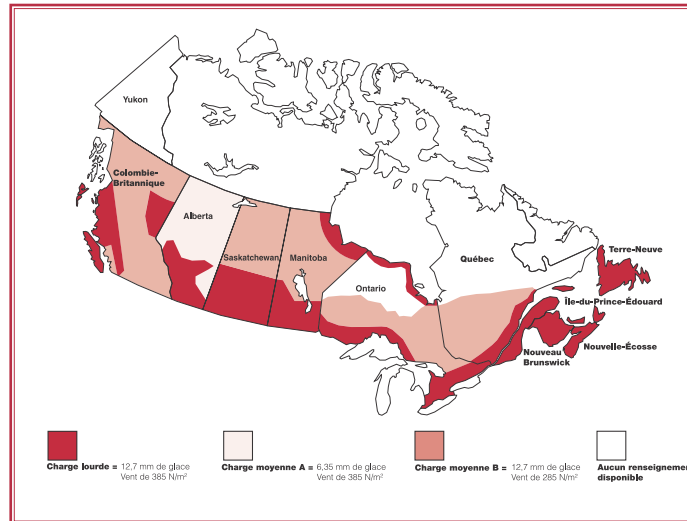 Yukon
Colombie-
Britannique
Alberta
Saskatchewan
Manitoba
Ontario
Québec
Terre-Neuve
Île-du-Prince-Édouard
Nouvelle-Écosse
Nouveau
Brunswick
Charge lourde = 12,7 mm de glace
Vent de 385 N/m²
Charge moyenne A = 6,35 mm de glace
Vent de 385 N/m²
Charge moyenne B = 12,7 mm de glace
Vent de 285 N/m²
Aucun renseignement
disponible